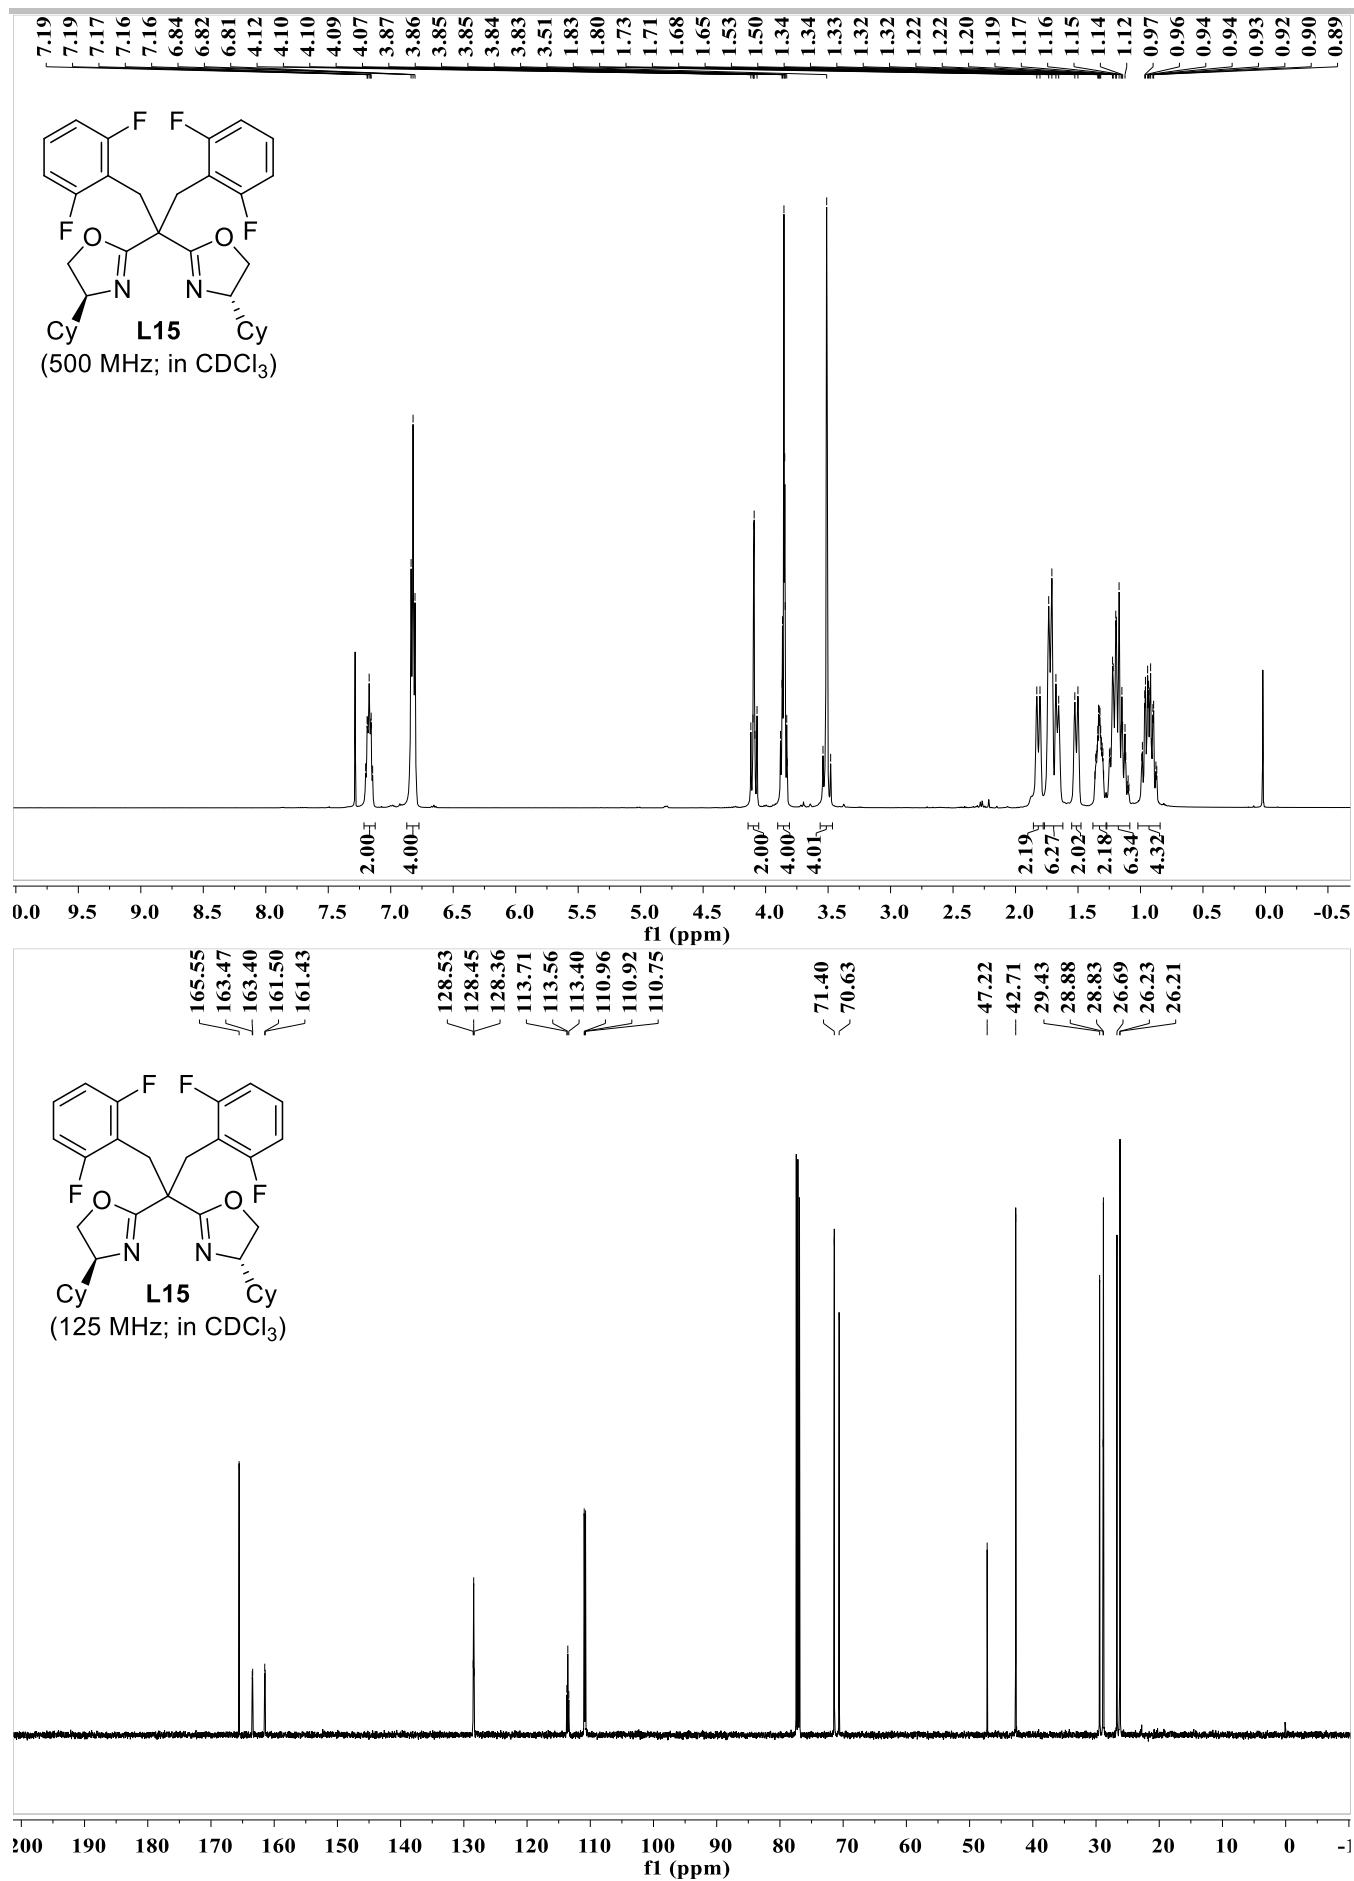 7.19 7.19 7.17 7.16 7.16 6.84 6.82 6.81 4.12 4.10 4.10 4.09 4.07 3.87 3.86 3.85 3.85 3.84 3.83 3.51 1.83 1.80 1.73 1.71 1.68 1.65 1.53 1.50 1.34 1.34 1.33 1.32 1.32 1.22 1.22 1.20 1.19 1.17 1.16 1.15 1.14 1.12 0.97 0.96 0.94 0.94 0.93 0.92 0.90 0.89
F F
F F
O O
N N
Cy L15 Cy
(500 MHz; in CDCl3)
2.00 4.00 2.00 4.00 4.01 2.19 6.27 2.02 2.18 6.34 4.32
0.0 9.5 9.0 8.5 8.0 7.5 7.0 6.5 6.0 5.5 5.0 4.5 4.0 3.5 3.0 2.5 2.0 1.5 1.0 0.5 0.0 -0.5
f1 (ppm)
165.55 163.47 163.40 161.50 161.43 128.53 128.45 128.36 113.71 113.56 113.40 110.96 110.92 110.75 71.40 70.63 47.22 42.71 29.43 28.88 28.83 26.69 26.23 26.21
F F
F F
O O
N N
Cy L15 Cy
(125 MHz; in CDCl3)
200 190 180 170 160 150 140 130 120 110 100 90 80 70 60 50 40 30 20 10 0 -1
f1 (ppm)